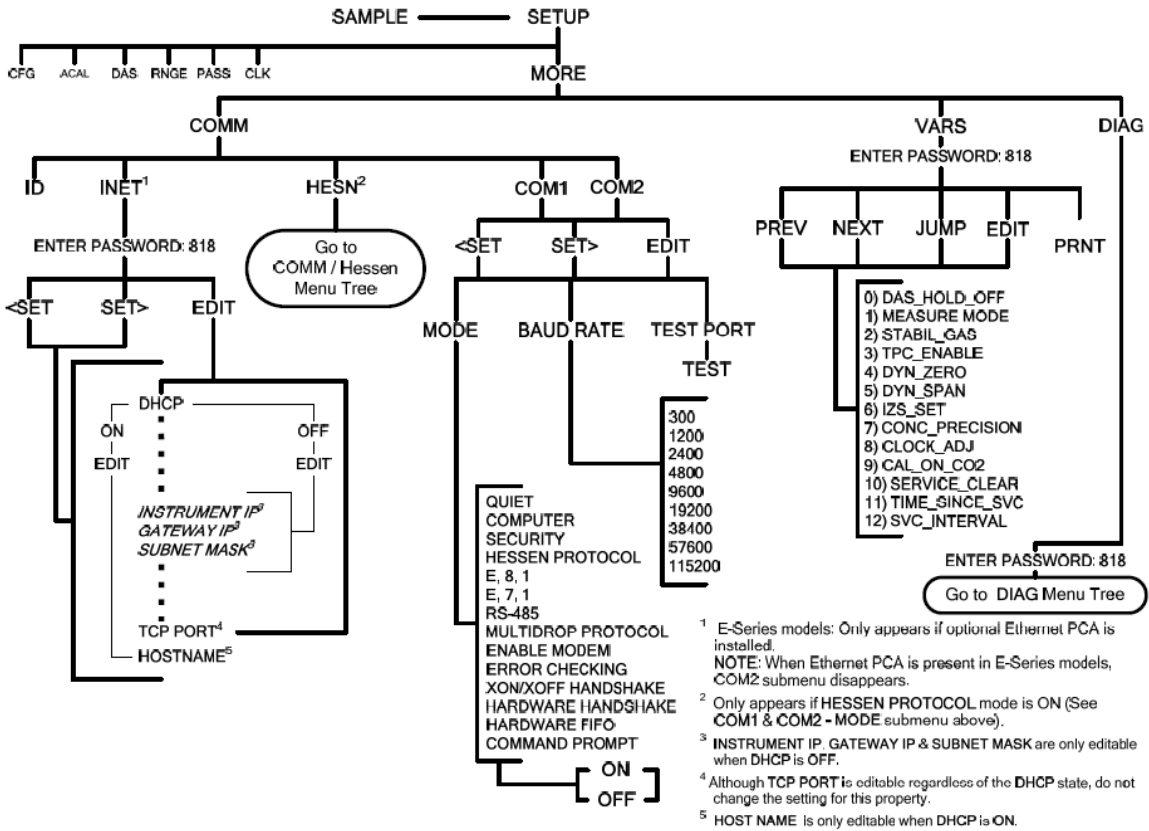 SAMPLE SETUP
CFG ACAL DAS RNGE PASS CLK
MORE
COMM VARS DIAG
ENTER PASSWORD: 818
ID INET1 HESN2 COM1 COM2
PREV NEXT JUMP EDIT PRNT
ENTER PASSWORD: 818
Go to
COMM / Hessen
Menu Tree
<SET SET> EDIT
<SET SET> EDIT
MODE BAUD RATE TEST PORT
TEST
0) DAS_HOLD_OFF
1) MEASURE MODE
2) STABIL_GAS
3) TPC_ENABLE
4) DYN_ZERO
5) DYN_SPAN
6) IZS_SET
7) CONC_PRECISION
8) CLOCK_ADJ
9) CAL_ON_CO2
10) SERVICE_CLEAR
11) TIME_SINCE_SVC
12) SVC_INTERVAL
DHCP
ON OFF
EDIT EDIT
INSTRUMENT IP3
GATEWAY IP3
SUBNET MASK3
TCP PORT4
HOSTNAME5
300
1200
2400
4800
9600
19200
38400
57600
115200
QUIET
COMPUTER
SECURITY
HESSEN PROTOCOL
E, 8, 1
E, 7, 1
RS-485
MULTIDROP PROTOCOL
ENABLE MODEM
ERROR CHECKING
XON/XOFF HANDSHAKE
HARDWARE HANDSHAKE
HARDWARE FIFO
COMMAND PROMPT
ON
OFF
ENTER PASSWORD: 818
Go to DIAG Menu Tree
1 E-Series models: Only appears if optional Ethernet PCA is
installed.
NOTE: When Ethernet PCA is present in E-Series models,
COM2 submenu disappears.
2 Only appears if HESSEN PROTOCOL mode is ON (See
COM1 & COM2 - MODE submenu above).
3 INSTRUMENT IP. GATEWAY IP & SUBNET MASK are only editable
when DHCP is OFF.
4 Although TCP PORT is editable regardless of the DHCP state, do not
change the setting for this property.
5 HOST NAME is only editable when DHCP is ON.